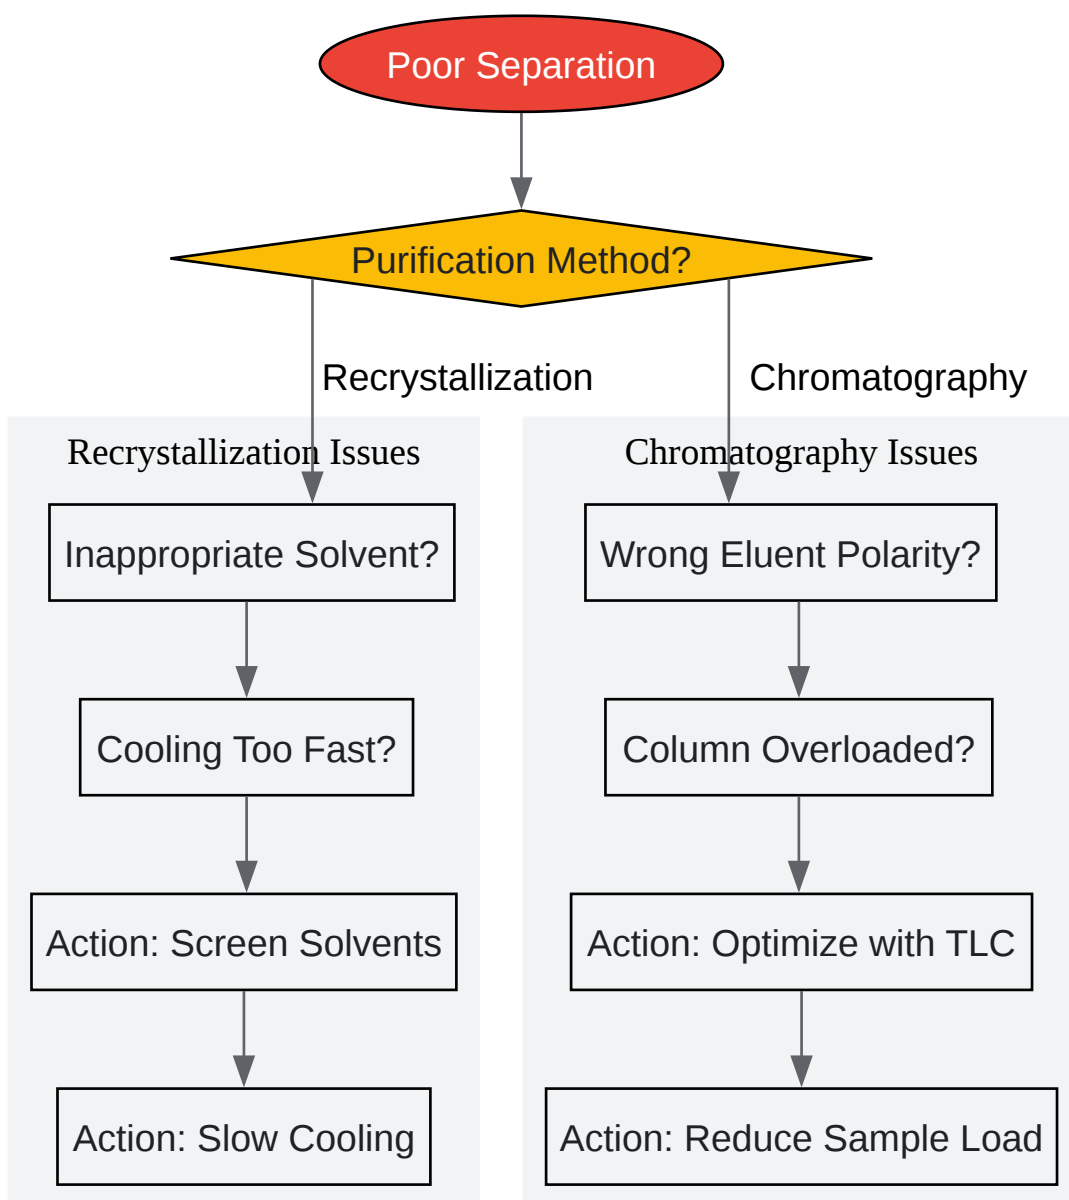 Poor Separation
Purification Method?
Recrystallization
Chromatography
Recrystallization Issues
Inappropriate Solvent?
Cooling Too Fast?
Action: Screen Solvents
Action: Slow Cooling
Chromatography Issues
Wrong Eluent Polarity?
Column Overloaded?
Action: Optimize with TLC
Action: Reduce Sample Load